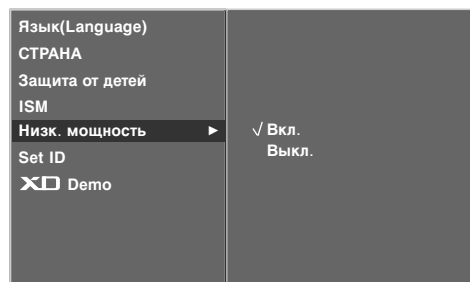 Язык(Language)
СТРАНА
Защита от детей
ISM
Низк. мощность ► √ Вкл.
Выкл.
Set ID
XD Demo